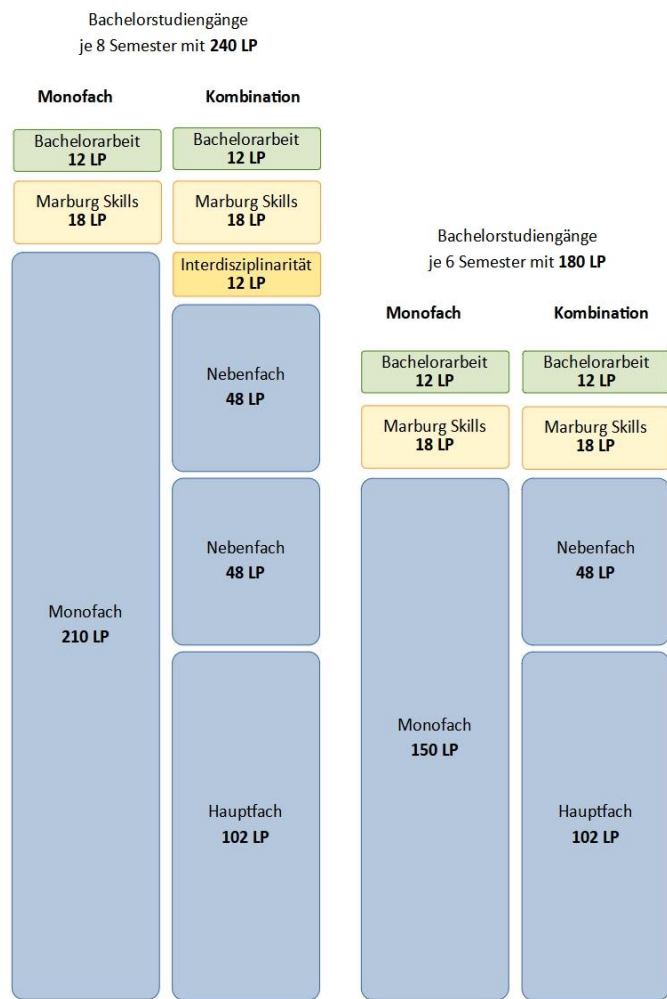 Bachelorstudiengänge
je 8 Semester mit 240 LP
Monofach
Bachelorarbeit
12 LP
Marburg Skills
18 LP
Monofach
210 LP
Kombination
Bachelorarbeit
12 LP
Marburg Skills
18 LP
Interdisziplinarität
12 LP
Nebenfach
48 LP
Nebenfach
48 LP
Hauptfach
102 LP
Bachelorstudiengänge
je 6 Semester mit 180 LP
Monofach
Bachelorarbeit
12 LP
Marburg Skills
18 LP
Monofach
150 LP
Kombination
Bachelorarbeit
12 LP
Marburg Skills
18 LP
Nebenfach
48 LP
Hauptfach
102 LP